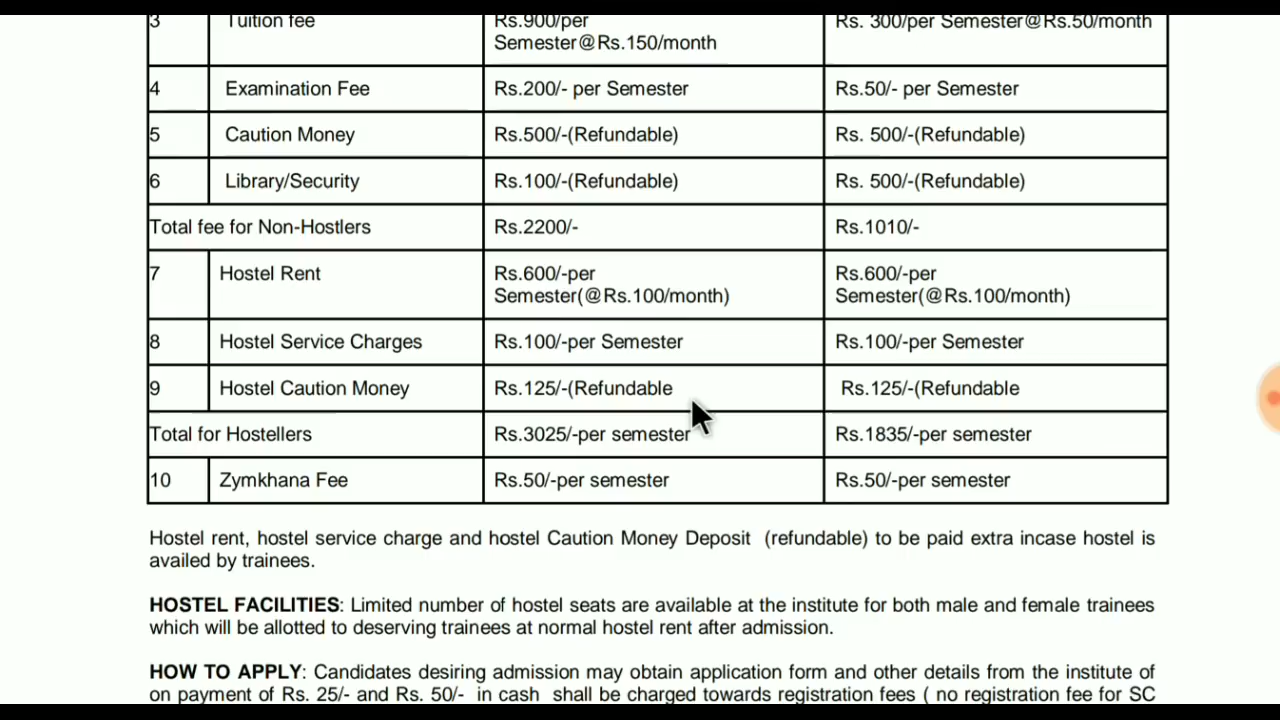 3 Tuition fee Rs.900/per Rs. 300/per Semester@Rs.50/month
Semester@Rs.150/month
4 Examination Fee Rs.200/- per Semester Rs.50/- per Semester
5 Caution Money Rs.500/-(Refundable) Rs. 500/-(Refundable)
6 Library/Security Rs.100/-(Refundable) Rs. 500/-(Refundable)
Total fee for Non-Hostlers Rs.2200/- Rs.1010/-
7 Hostel Rent Rs.600/-per Rs.600/-per
Semester(@Rs.100/month) Semester(@Rs.100/month)
8 Hostel Service Charges Rs.100/-per Semester Rs.100/-per Semester
9 Hostel Caution Money Rs.125/-(Refundable Rs.125/-(Refundable
Total for Hostellers Rs.3025/-per semester Rs.1835/-per semester
10 Zymkhana Fee Rs.50/-per semester Rs.50/-per semester
Hostel rent, hostel service charge and hostel Caution Money Deposit (refundable) to be paid extra incase hostel is
availed by trainees.
HOSTEL FACILITIES: Limited number of hostel seats are available at the institute for both male and female trainees
which will be allotted to deserving trainees at normal hostel rent after admission.
HOW TO APPLY: Candidates desiring admission may obtain application form and other details from the institute of
on payment of Rs. 25/- and Rs. 50/- in cash shall be charged towards registration fees ( no registration fee for SC